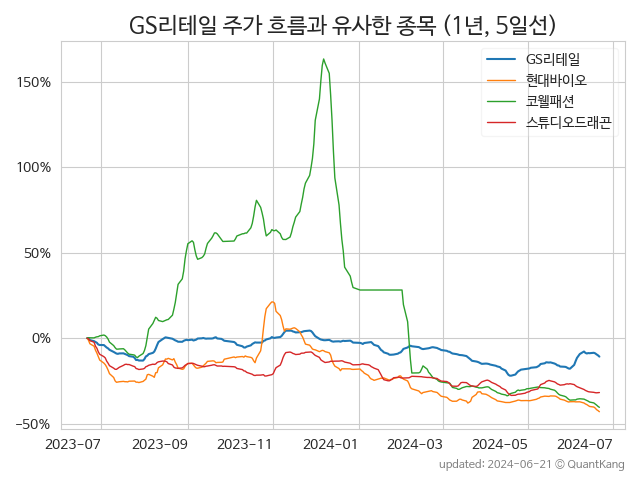 GS리테일 주가 흐름과 유사한 종목 (1년, 5일선)
GS리테일
현대바이오
코웰패션
스튜디오드래곤
150%
100%
50%
0%
−50%
2023-07 2023-09 2023-11 2024-01 2024-03 2024-05 2024-07
updated: 2024-06-21 © QuantKang